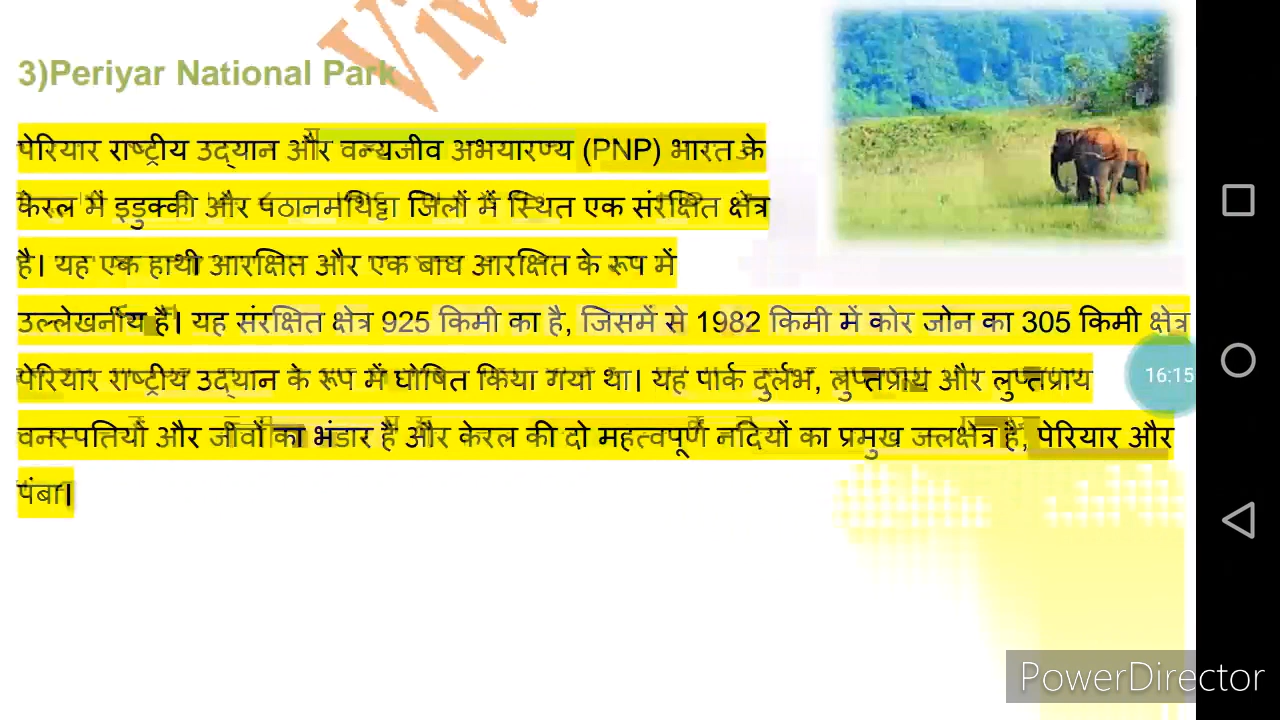 Viv
3)Periyar National Park
पेरियार राष्ट्रीय उद्यान और वन्यजीव अभयारण्य (PNP) भारत के
केरल में इडुक्की और पठानमथिट्टा जिलों में स्थित एक संरक्षित क्षेत्र
है। यह एक हाथी आरक्षित और एक बाघ आरक्षित के रूप में
उल्लेखनीय है। यह संरक्षित क्षेत्र 925 किमी का है, जिसमें से 1982 किमी में कोर जोन का 305 किमी क्षेत्र
पेरियार राष्ट्रीय उद्यान के रूप में घोषित किया गया था। यह पार्क दुर्लभ, लुप्तप्राय और लुप्तप्राय
वनस्पतियों और जीवों का भंडार है और केरल की दो महत्वपूर्ण नदियों का प्रमुख जलक्षेत्र है, पेरियार और
पंबा।
16:15
PowerDirector